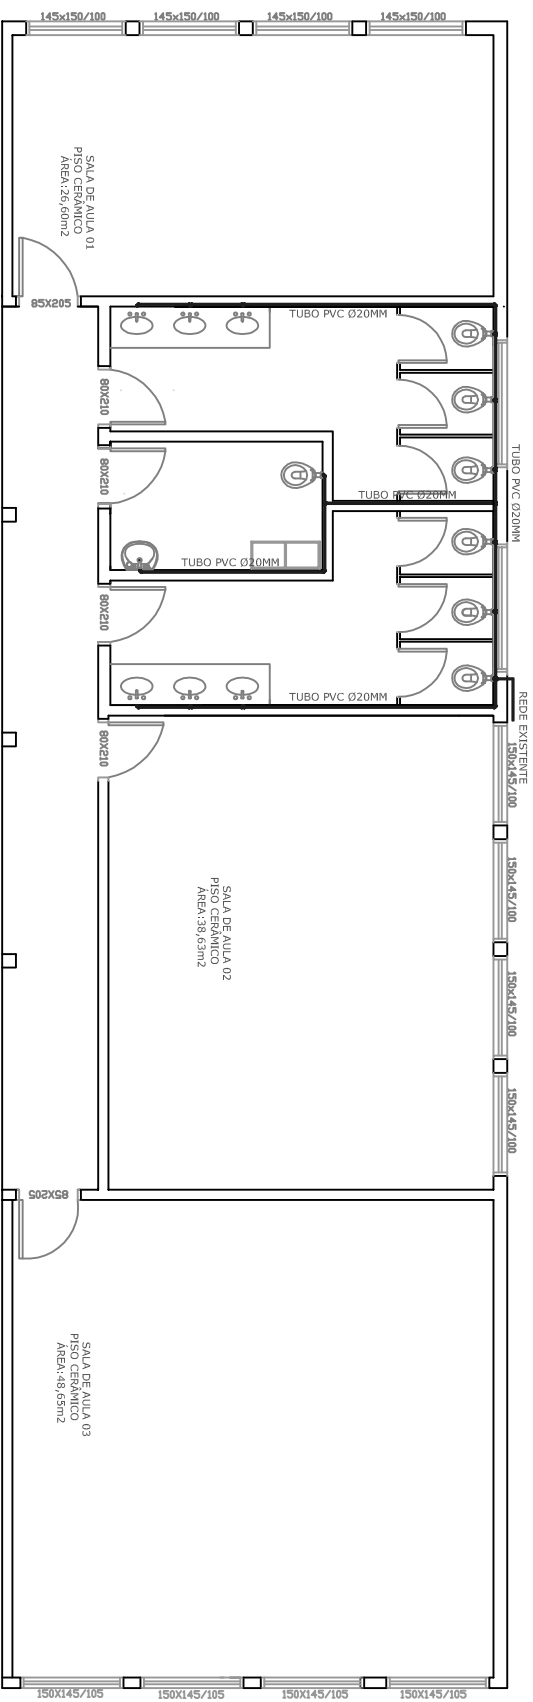 145x150/100
145x150/100
145x150/100
145x150/100
SALA DE AULA 01
PISO CERÂMICO
ÁREA:26,60m2
85X205
TUBO PVC Ø20MM
80X210
TUBO PVC Ø20MM
80X210
TUBO PVC Ø20MM
TUBO PVC Ø20MM
80X210
TUBO PVC Ø20MM
REDE EXISTENTE
80X210
150x145/100
150x145/100
SALA DE AULA 02
PISO CERÂMICO
ÁREA:38,63m2
150x145/100
150x145/100
85X205
SALA DE AULA 03
PISO CERÂMICO
ÁREA:48,65m2
150X145/105
150X145/105
150X145/105
150X145/105